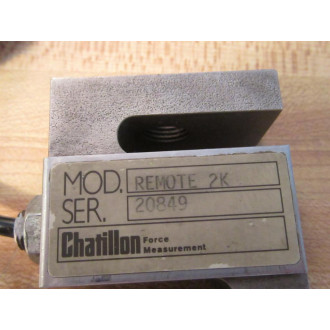 MOD. REMOTE 2K
SER. 20849
Chatillon Force
Measurement